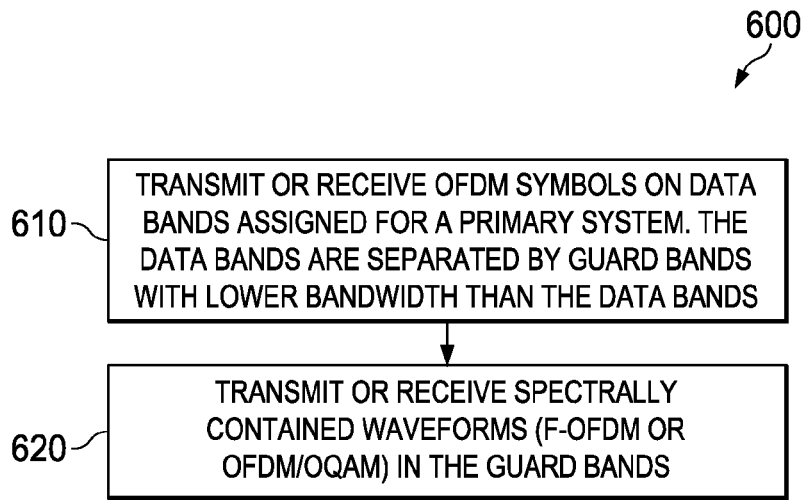 600
610
TRANSMIT OR RECEIVE OFDM SYMBOLS ON DATA
BANDS ASSIGNED FOR A PRIMARY SYSTEM. THE
DATA BANDS ARE SEPARATED BY GUARD BANDS
WITH LOWER BANDWIDTH THAN THE DATA BANDS
620
TRANSMIT OR RECEIVE SPECTRALLY
CONTAINED WAVEFORMS (F-OFDM OR
OFDM/OQAM) IN THE GUARD BANDS